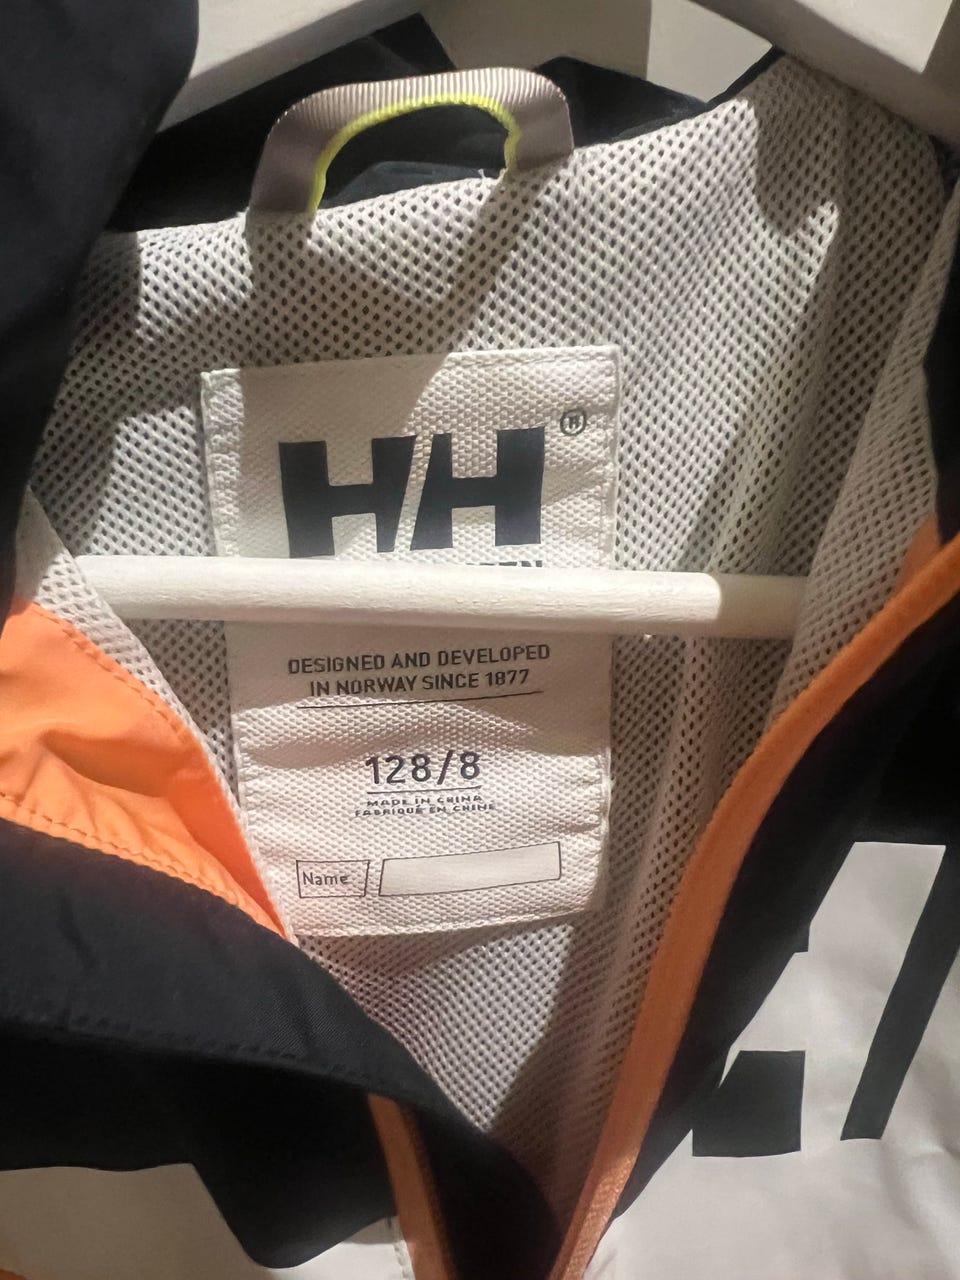 HH
®
DESIGNED AND DEVELOPED
IN NORWAY SINCE 1877
128/8
MADE IN CHINA
FABRIQUÉ EN CHINE
Name